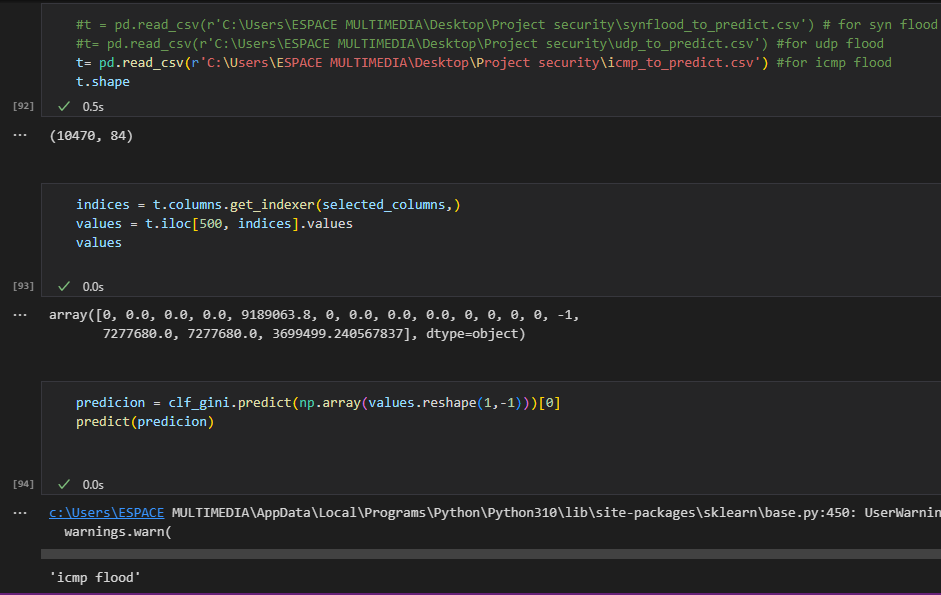 #t = pd.read_csv(r'C:\Users\ESPACE MULTIMEDIA\Desktop\Project security\synflood_to_predict.csv') # for syn flood
#t= pd.read_csv(r'C:\Users\ESPACE MULTIMEDIA\Desktop\Project security\udp_to_predict.csv') #for udp flood
t= pd.read_csv(r'C:\Users\ESPACE MULTIMEDIA\Desktop\Project security\icmp_to_predict.csv') #for icmp flood
t.shape
[92] ✓ 0.5s
... (10470, 84)
indices = t.columns.get_indexer(selected_columns,)
values = t.iloc[500, indices].values
values
[93] ✓ 0.0s
... array([0, 0.0, 0.0, 0.0, 9189063.8, 0, 0.0, 0.0, 0.0, 0, 0, 0, 0, -1,
7277680.0, 7277680.0, 3699499.240567837], dtype=object)
predicion = clf_gini.predict(np.array(values.reshape(1,-1)))[0]
predict(predicion)
[94] ✓ 0.0s
... c:\Users\ESPACE MULTIMEDIA\AppData\Local\Programs\Python\Python310\lib\site-packages\sklearn\base.py:450: UserWarnin
warnings.warn(
'icmp flood'